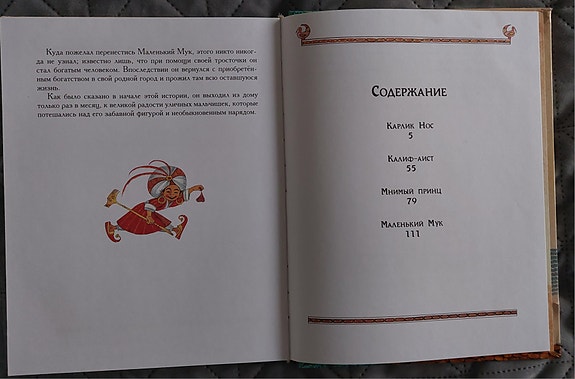 Куда пожелал перенестись Маленький Мук, этого никто никог-
да не узнал; известно лишь, что при помощи своей тросточки он
стал богатым человеком. Впоследствии он вернулся с приобретён-
ным богатством в свой родной город и прожил там всю оставшуюся
жизнь.
Как было сказано в начале этой истории, он выходил из дому
только раз в месяц, к великой радости уличных мальчишек, которые
потешались над его забавной фигурой и необыкновенным нарядом.
Содержание
Карлик Нос
5
Калиф-аист
55
Мнимый принц
79
Маленький Мук
111